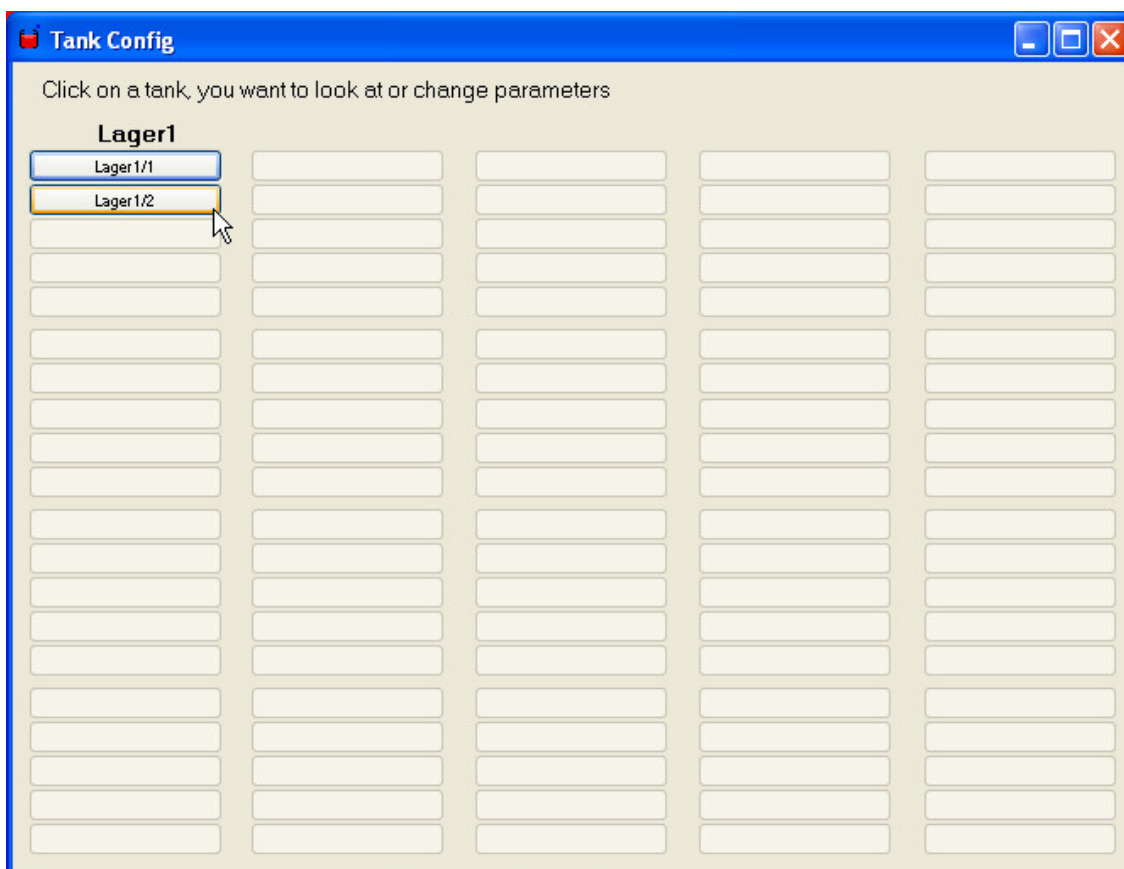 Tank Config
Click on a tank, you want to look at or change parameters
Lager1
Lager1/1
Lager1/2